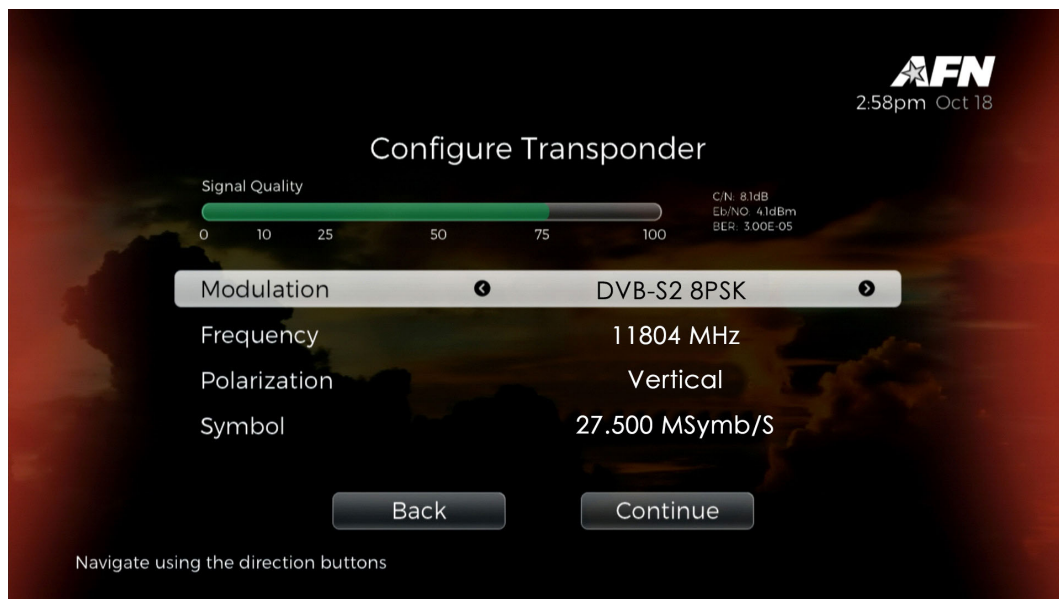 AFN
2:58pm Oct 18
Configure Transponder
Signal Quality
0 10 25 50 75 100
C/N: 8.1dB
Eb/NO: 4.1dBm
BER: 3.00E-05
Modulation DVB-S2 8PSK
Frequency 11804 MHz
Polarization Vertical
Symbol 27.500 MSymb/S
Back Continue
Navigate using the direction buttons